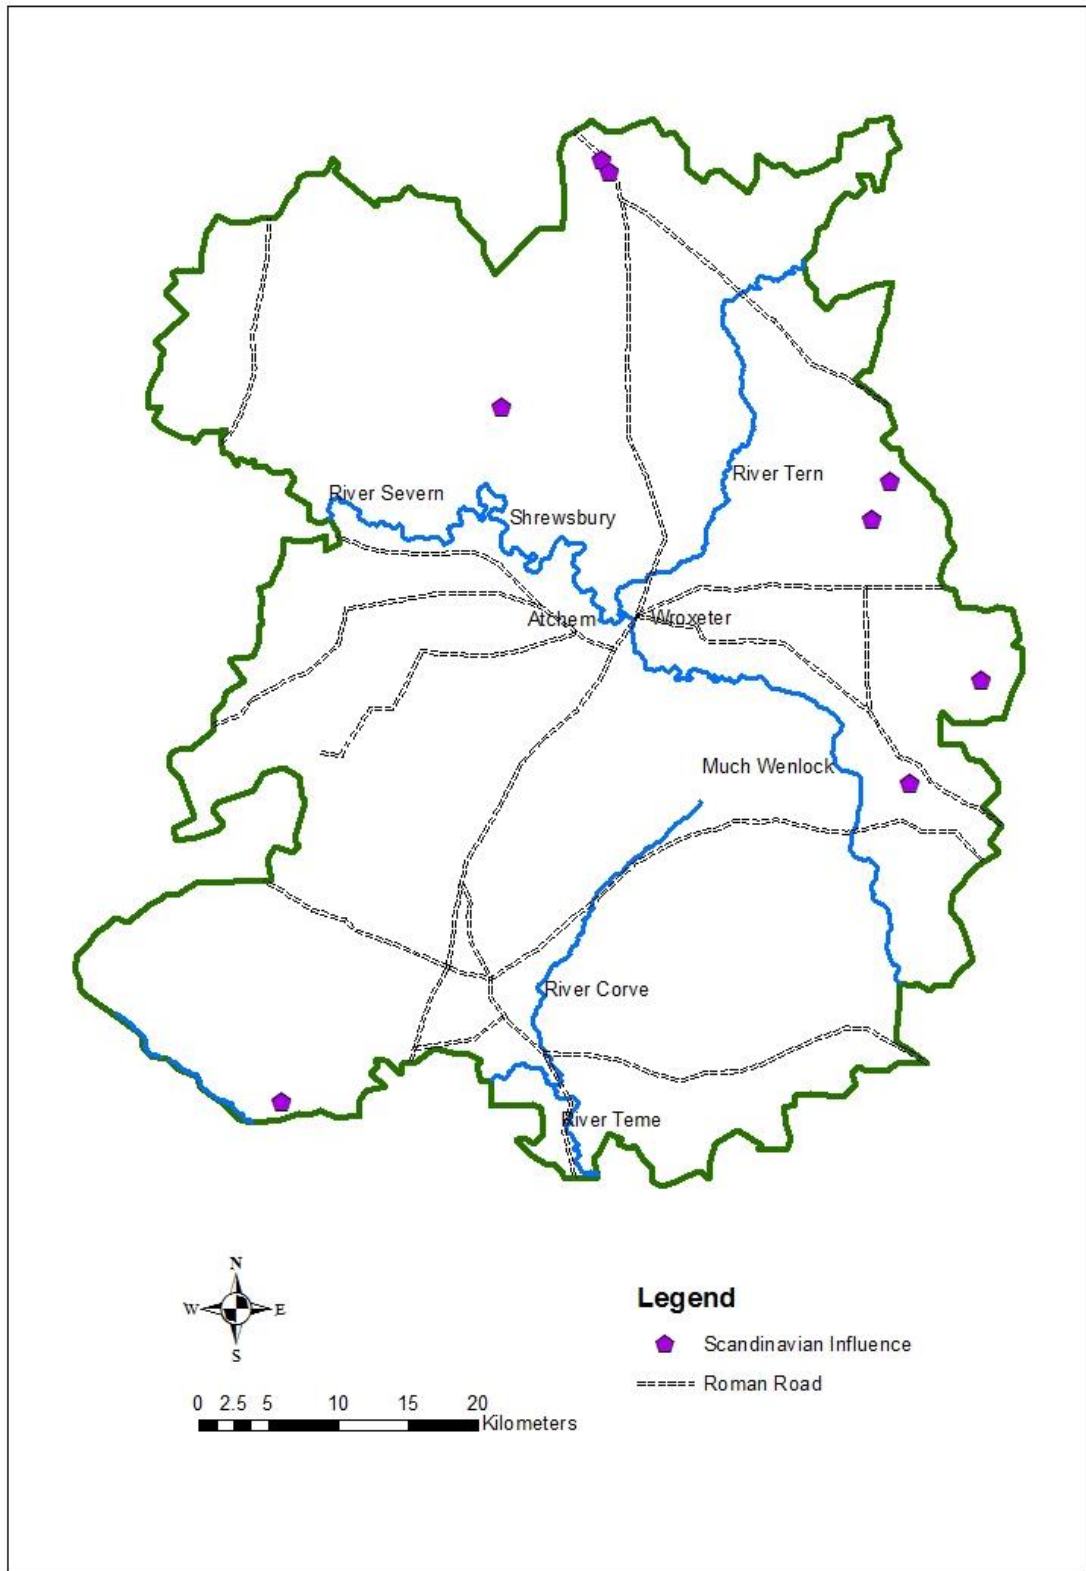 River Tern
River Severn
Shrewsbury
Atchem
Wroxeter
Much Wenlock
River Corve
River Teme
N
W
E
S
Legend
Scandinavian Influence
Roman Road
0 2.5 5 10 15 20
Kilometers